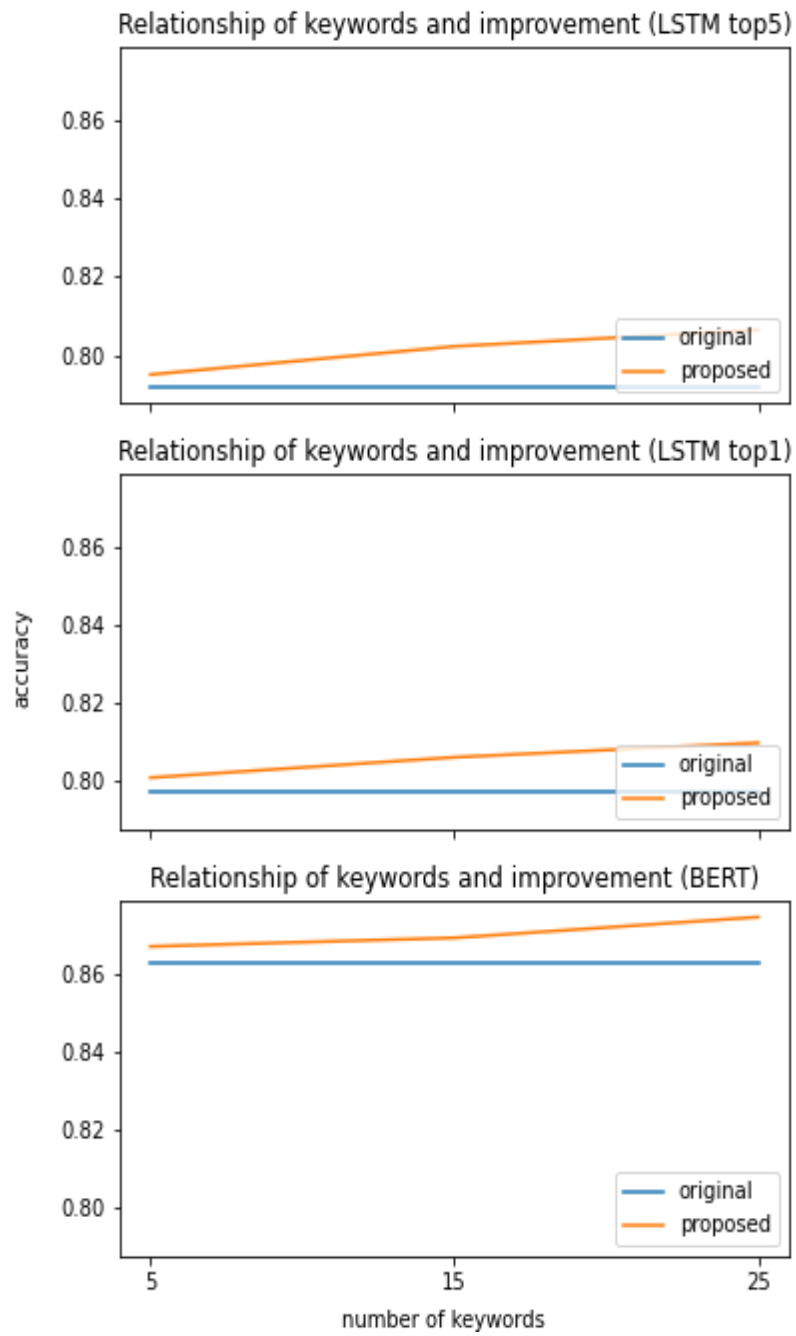 Relationship of keywords and improvement (LSTM top5)
0.86
0.84
0.82
0.80
original
proposed
Relationship of keywords and improvement (LSTM top1)
0.86
0.84
0.82
0.80
accuracy
original
proposed
Relationship of keywords and improvement (BERT)
0.86
0.84
0.82
0.80
original
proposed
5 15 25
number of keywords